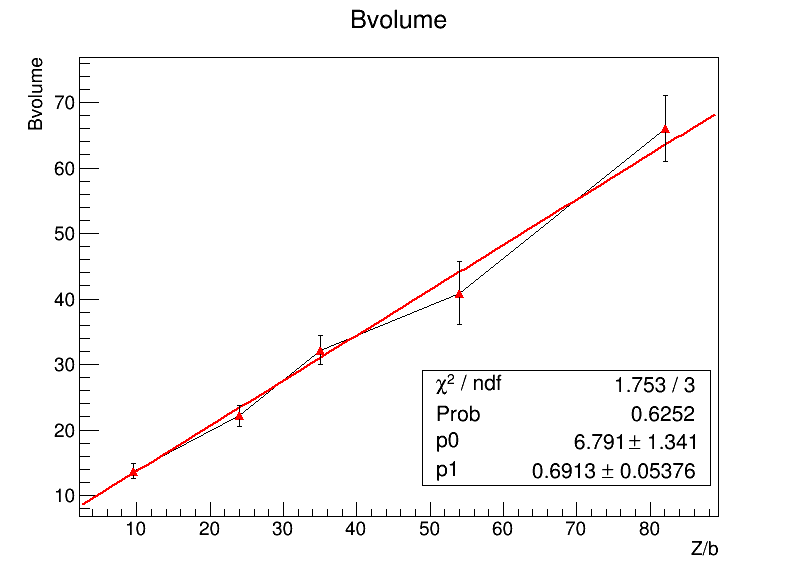 Bvolume
Bvolume
70
60
50
40
30
20
10
χ² / ndf 1.753 / 3
Prob 0.6252
p0 6.791 ± 1.341
p1 0.6913 ± 0.05376
10 20 30 40 50 60 70 80
Z/b